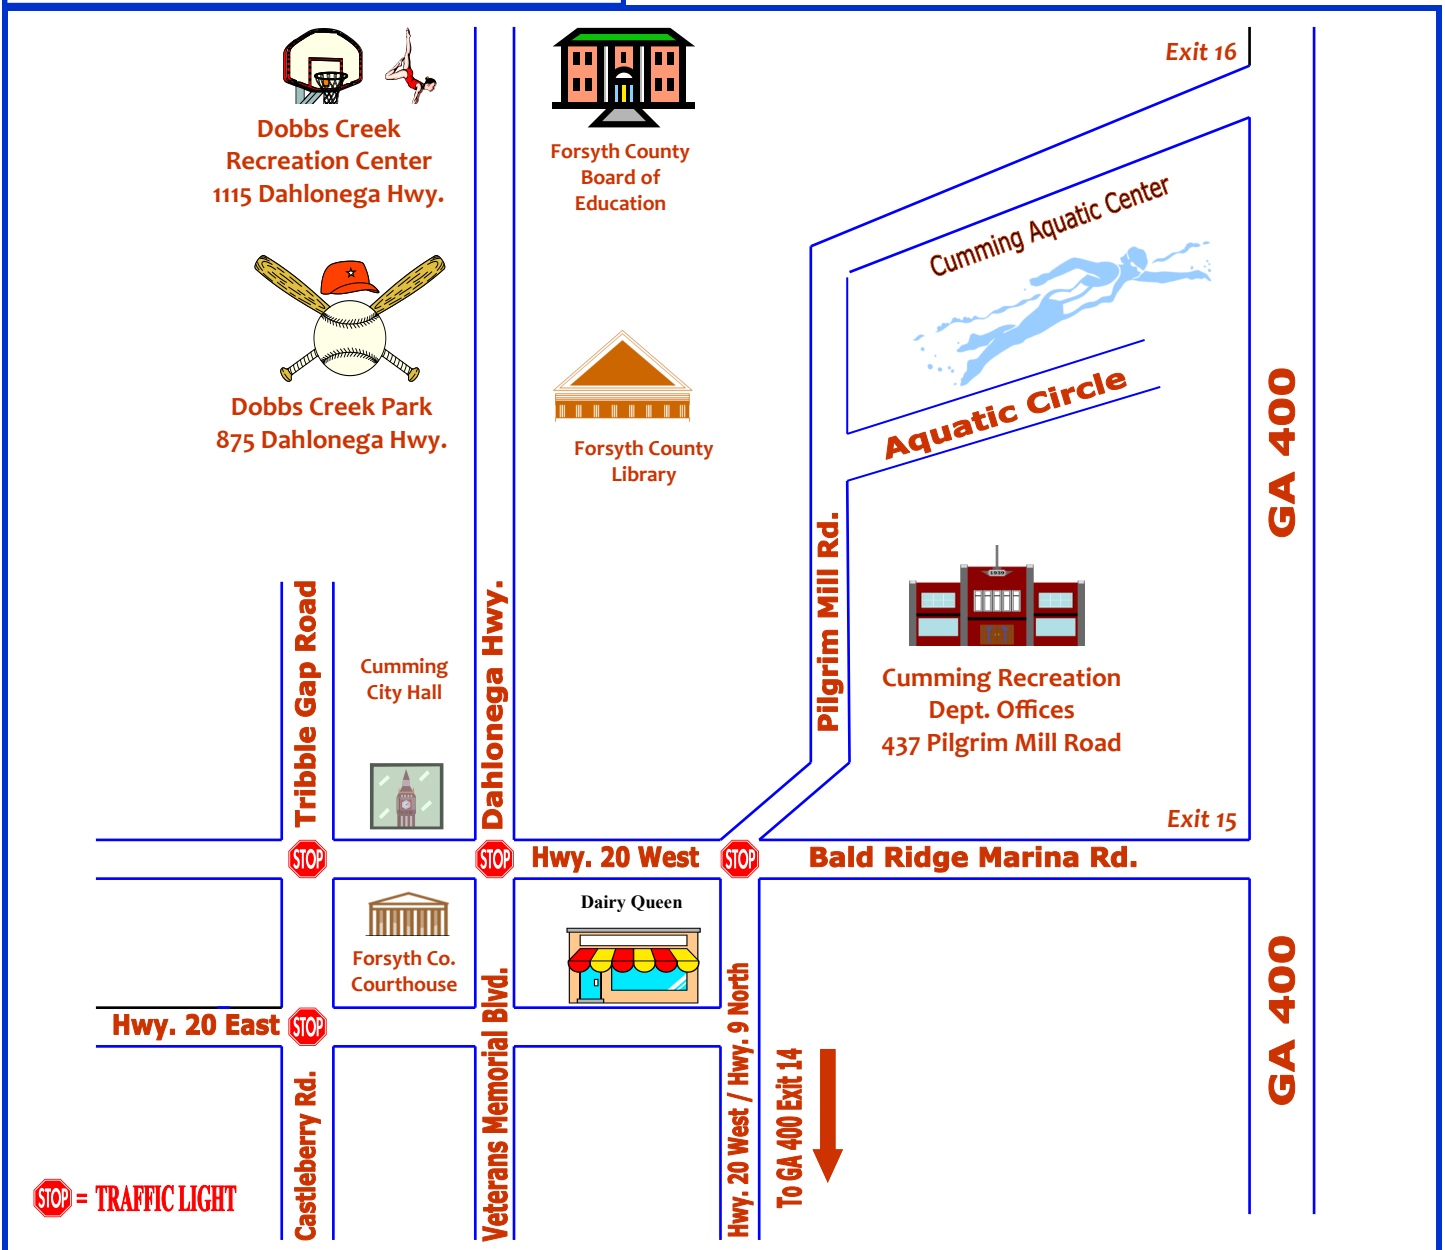 Exit 16
Dobbs Creek
Recreation Center
1115 Dahlonega Hwy.
Forsyth County
Board of
Education
Cumming Aquatic Center
Dobbs Creek Park
875 Dahlonega Hwy.
Forsyth County
Library
Aquatic Circle
GA 400
Pilgrim Mill Rd.
1930
Tribble Gap Road
Cumming
City Hall
Dahlonega Hwy.
Cumming Recreation
Dept. Offices
437 Pilgrim Mill Road
Exit 15
STOP
STOP
Hwy. 20 West
STOP
Bald Ridge Marina Rd.
Dairy Queen
Forsyth Co.
Courthouse
Hwy. 20 East
STOP
Castleberry Rd.
Veterans Memorial Blvd.
Hwy. 20 West / Hwy. 9 North
To GA 400 Exit 14
GA 400
STOP = TRAFFIC LIGHT